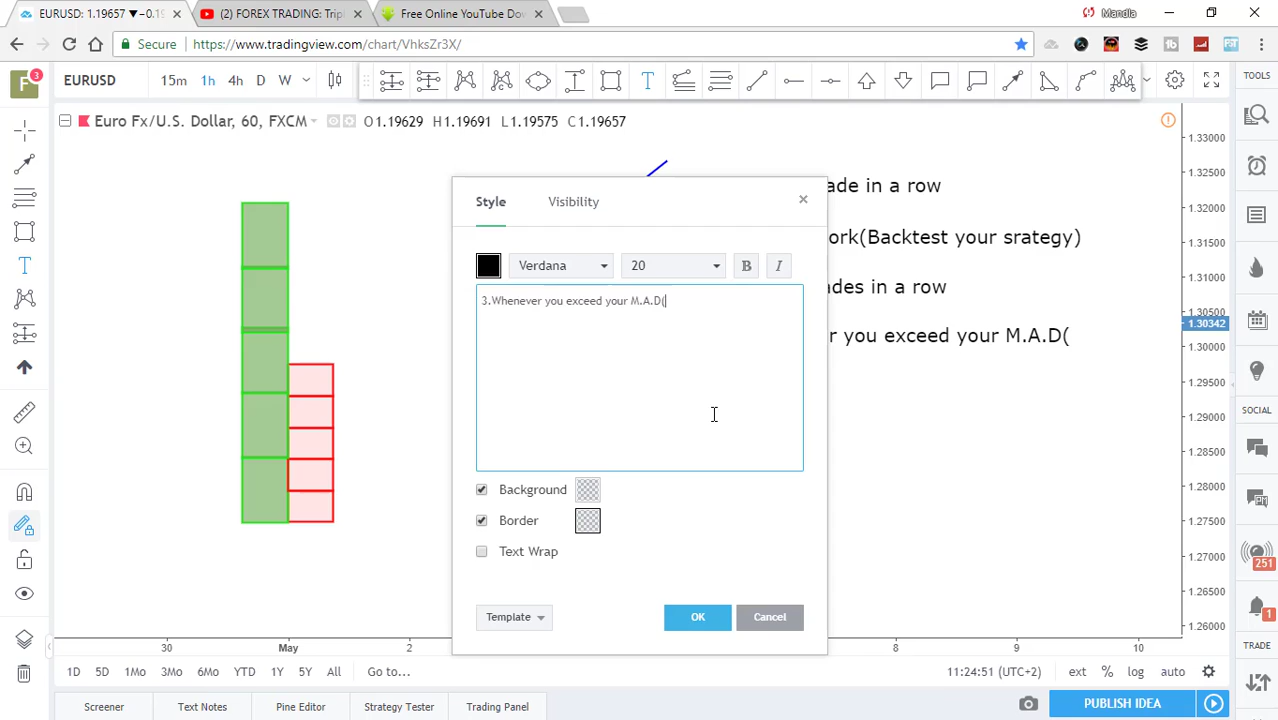 EURUSD: 1.19657 ▼−0.19
(2) FOREX TRADING: Tripl
Free Online YouTube Dow
Mandla
Secure
https://www.tradingview.com/chart/VhksZr3X/
F
3
EURUSD
15m
1h
4h
D
W
T
TOOLS
Euro Fx/U.S. Dollar, 60, FXCM
O1.19629 H1.19691 L1.19575 C1.19657
1.33000
1.32500
1.32000
1.31500
1.31000
1.30500
1.30342
1.30000
1.29500
1.29000
1.28500
1.28000
1.27500
1.27000
1.26500
1.26000
ade in a row
ork(Backtest your srategy)
ades in a row
r you exceed your M.A.D(
Style
Visibility
Verdana
20
B
I
3.Whenever you exceed your M.A.D(
Background
Border
Text Wrap
Template
OK
Cancel
T
SOCIAL
251
1
TRADE
30
May
2
8
9
10
1D
5D
1Mo
3Mo
6Mo
YTD
1Y
5Y
All
Go to...
11:24:51 (UTC+2)
ext
%
log
auto
Screener
Text Notes
Pine Editor
Strategy Tester
Trading Panel
PUBLISH IDEA